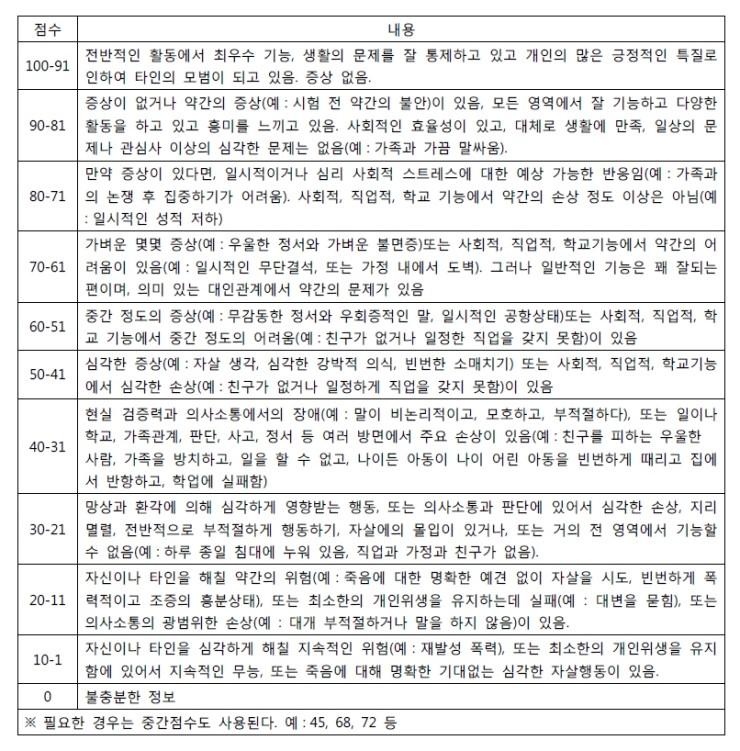 점수 내용
100-91 전반적인 활동에서 최우수 기능, 생활의 문제를 잘 통제하고 있고 개인의 많은 긍정적인 특질로
인하여 타인의 모범이 되고 있음. 증상 없음.
90-81 증상이 없거나 약간의 증상(예 : 시험 전 약간의 불안)이 있음, 모든 영역에서 잘 기능하고 다양한
활동을 하고 있고 흥미를 느끼고 있음. 사회적인 효율성이 있고, 대체로 생활에 만족, 일상의 문
제나 관심사 이상의 심각한 문제는 없음(예 : 가족과 가끔 말싸움).
80-71 만약 증상이 있다면, 일시적이거나 심리 사회적 스트레스에 대한 예상 가능한 반응임(예 : 가족과
의 논쟁 후 집중하기가 어려움). 사회적, 직업적, 학교 기능에서 약간의 손상 정도 이상은 아님(예
: 일시적인 성적 저하)
70-61 가벼운 몇몇 증상(예 : 우울한 정서와 가벼운 불면증)또는 사회적, 직업적, 학교기능에서 약간의 어
려움이 있음(예 : 일시적인 무단결석, 또는 가정 내에서 도벽). 그러나 일반적인 기능은 꽤 잘되는
편이며, 의미 있는 대인관계에서 약간의 문제가 있음
60-51 중간 정도의 증상(예 : 무감동한 정서와 우회증적인 말, 일시적인 공항상태)또는 사회적, 직업적, 학
교 기능에서 중간 정도의 어려움(예 : 친구가 없거나 일정한 직업을 갖지 못함)이 있음
50-41 심각한 증상(예 : 자살 생각, 심각한 강박적 의식, 빈번한 소매치기) 또는 사회적, 직업적, 학교기능
에서 심각한 손상(예 : 친구가 없거나 일정하게 직업을 갖지 못함)이 있음
40-31 현실 검증력과 의사소통에서의 장애(예 : 말이 비논리적이고, 모호하고, 부적절하다), 또는 일이나
학교, 가족관계, 판단, 사고, 정서 등 여러 방면에서 주요 손상이 있음(예 : 친구를 피하는 우울한
사람, 가족을 방치하고, 일을 할 수 없고, 나이든 아동이 나이 어린 아동을 빈번하게 때리고 집에
서 반항하고, 학업에 실패함)
30-21 망상과 환각에 의해 심각하게 영향받는 행동, 또는 의사소통과 판단에 있어서 심각한 손상, 지리
멸렬, 전반적으로 부적절하게 행동하기, 자살에의 몰입이 있거나, 또는 거의 전 영역에서 기능할
수 없음(예 : 하루 종일 침대에 누워 있음, 직업과 가정과 친구가 없음).
20-11 자신이나 타인을 해칠 약간의 위험(예 : 죽음에 대한 명확한 예견 없이 자살을 시도, 빈번하게 폭
력적이고 조증의 흥분상태), 또는 최소한의 개인위생을 유지하는데 실패(예 : 대변을 묻힘), 또는
의사소통의 광범위한 손상(예 : 대개 부적절하거나 말을 하지 않음)이 있음.
10-1 자신이나 타인을 심각하게 해칠 지속적인 위험(예 : 재발성 폭력), 또는 최소한의 개인위생을 유지
함에 있어서 지속적인 무능, 또는 죽음에 대해 명확한 기대없는 심각한 자살행동이 있음.
0 불충분한 정보
※ 필요한 경우는 중간점수도 사용된다. 예 : 45, 68, 72 등